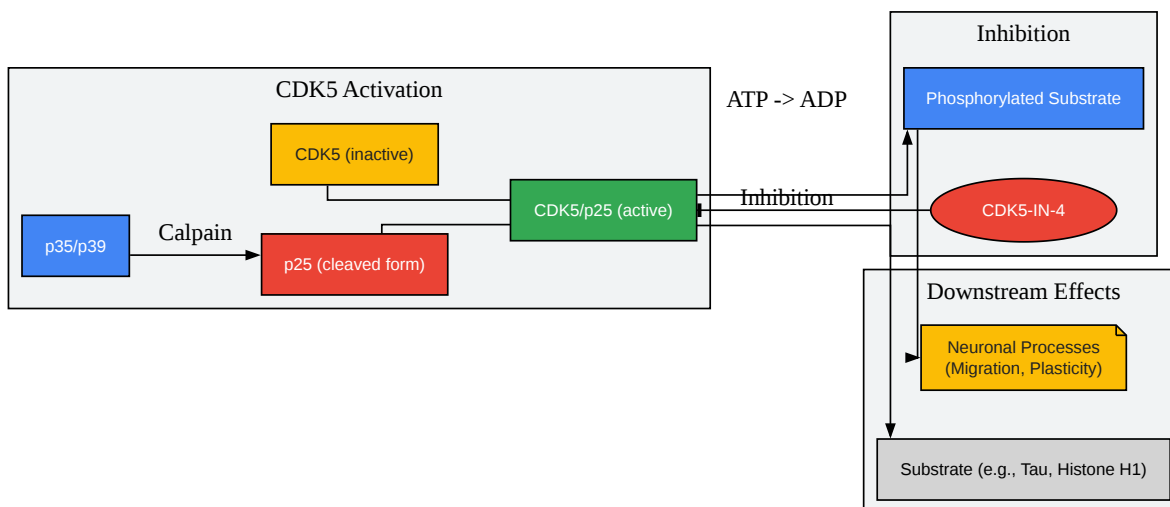 CDK5 Activation
CDK5 (inactive)
p35/p39
Calpain
p25 (cleaved form)
CDK5/p25 (active)
ATP -> ADP
Inhibition
Inhibition
Phosphorylated Substrate
CDK5-IN-4
Downstream Effects
Neuronal Processes
(Migration, Plasticity)
Substrate (e.g., Tau, Histone H1)